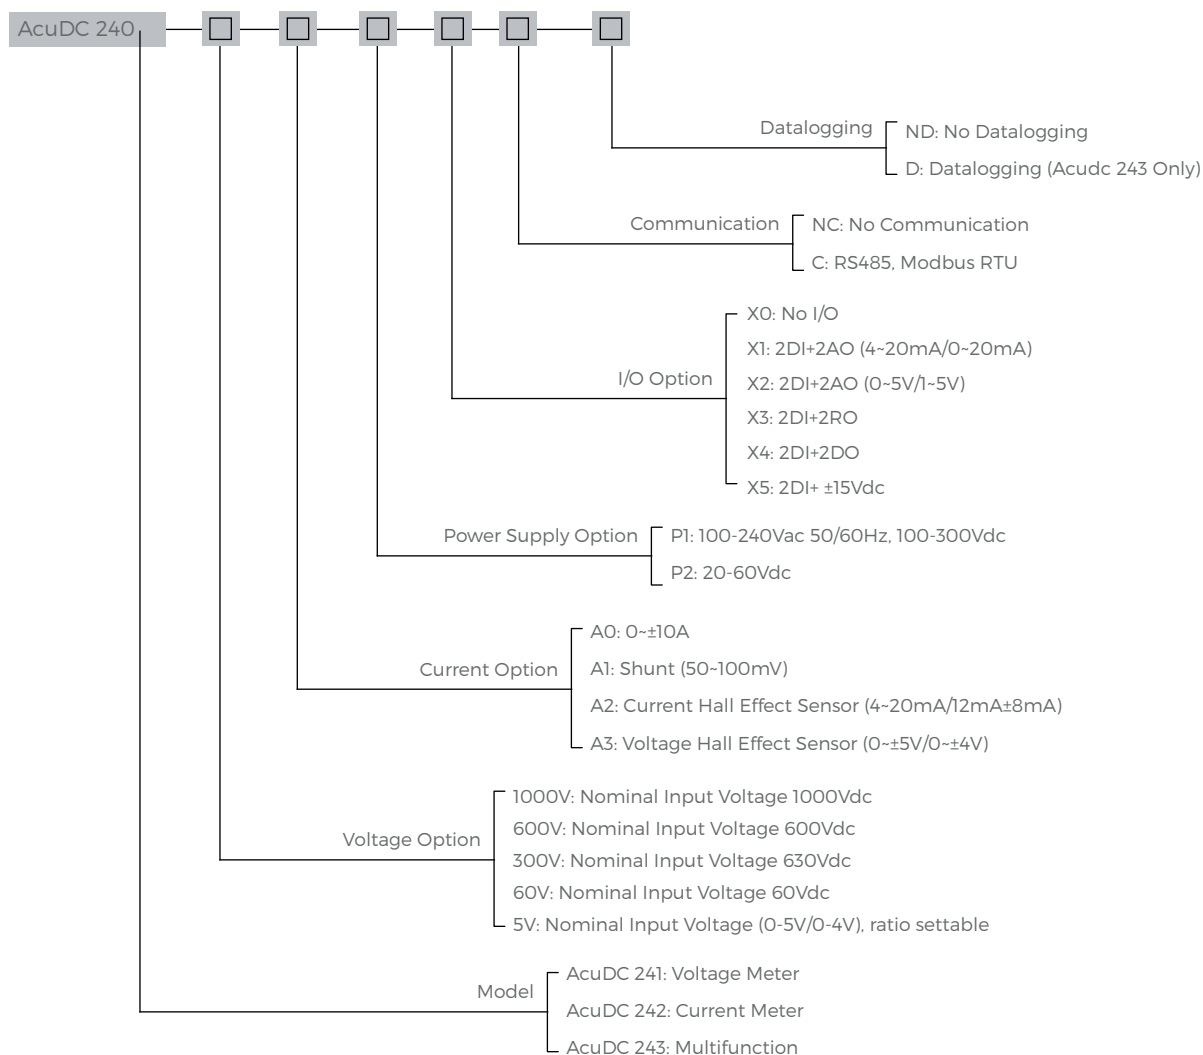 AcuDC 240
Datalogging
ND: No Datalogging
D: Datalogging (Acudc 243 Only)
Communication
NC: No Communication
C: RS485, Modbus RTU
I/O Option
X0: No I/O
X1: 2DI+2AO (4~20mA/0~20mA)
X2: 2DI+2AO (0~5V/1~5V)
X3: 2DI+2RO
X4: 2DI+2DO
X5: 2DI+ ±15Vdc
Power Supply Option
P1: 100-240Vac 50/60Hz, 100-300Vdc
P2: 20-60Vdc
Current Option
A0: 0~±10A
A1: Shunt (50~100mV)
A2: Current Hall Effect Sensor (4~20mA/12mA±8mA)
A3: Voltage Hall Effect Sensor (0~±5V/0~±4V)
Voltage Option
1000V: Nominal Input Voltage 1000Vdc
600V: Nominal Input Voltage 600Vdc
300V: Nominal Input Voltage 630Vdc
60V: Nominal Input Voltage 60Vdc
5V: Nominal Input Voltage (0-5V/0-4V), ratio settable
Model
AcuDC 241: Voltage Meter
AcuDC 242: Current Meter
AcuDC 243: Multifunction